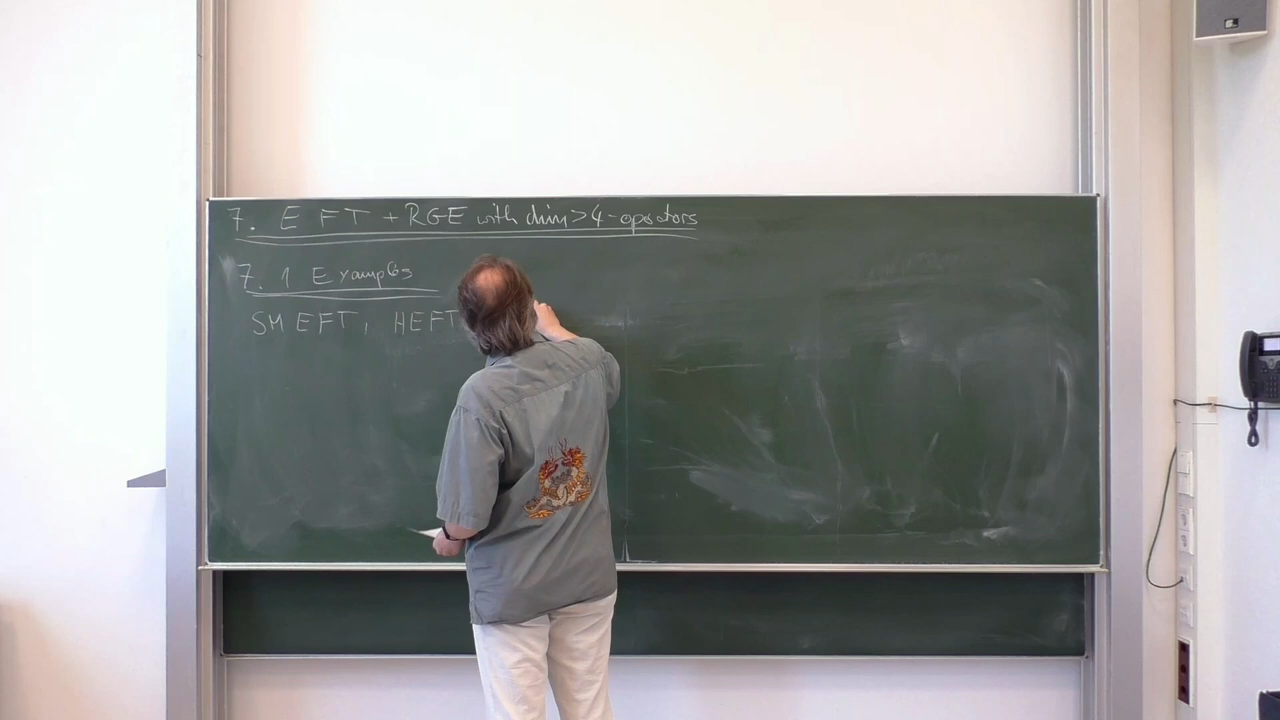 7. EFT + RGE with dim>4-operators
7.1 Examples
SMEFT, HEFT